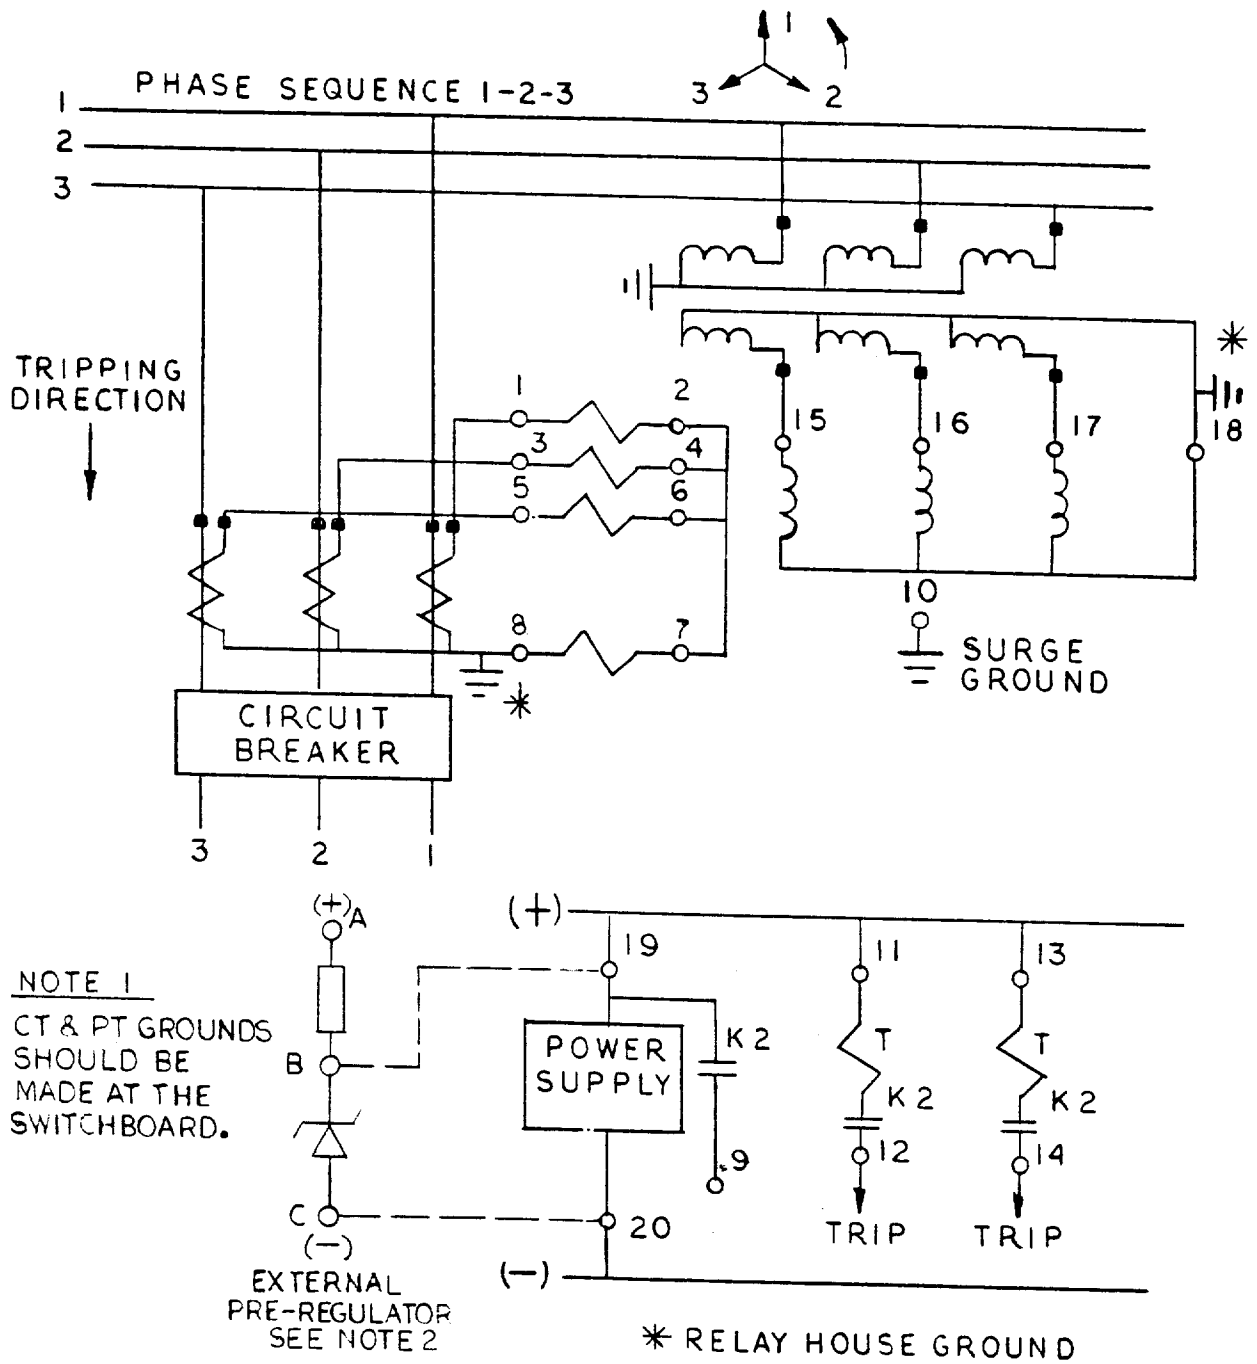 1
3 2
PHASE SEQUENCE 1-2-3
1
2
3
TRIPPING
DIRECTION
1 2
3 4
5 6
8 7
15 16 17 18
*
10
SURGE
GROUND
*
CIRCUIT
BREAKER
3 2 1
NOTE 1
CT & PT GROUNDS
SHOULD BE
MADE AT THE
SWITCHBOARD.
(+) A
B
C
(-)
EXTERNAL
PRE-REGULATOR
SEE NOTE 2
(+)
19 11 13
POWER
SUPPLY
K2
9
T
K2
12
TRIP
T
K2
14
TRIP
20
(-)
* RELAY HOUSE GROUND